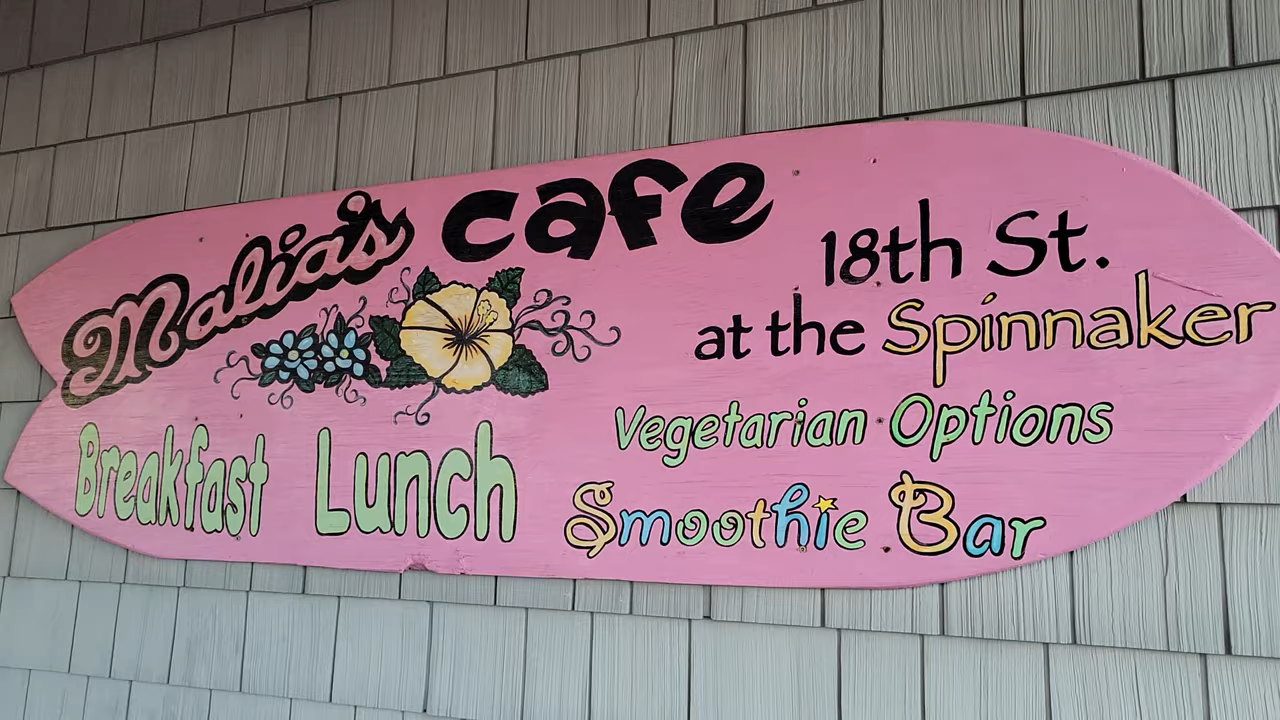 Malia's cafe
18th St.
at the Spinnaker
Breakfast Lunch
Vegetarian Options
Smoothie Bar